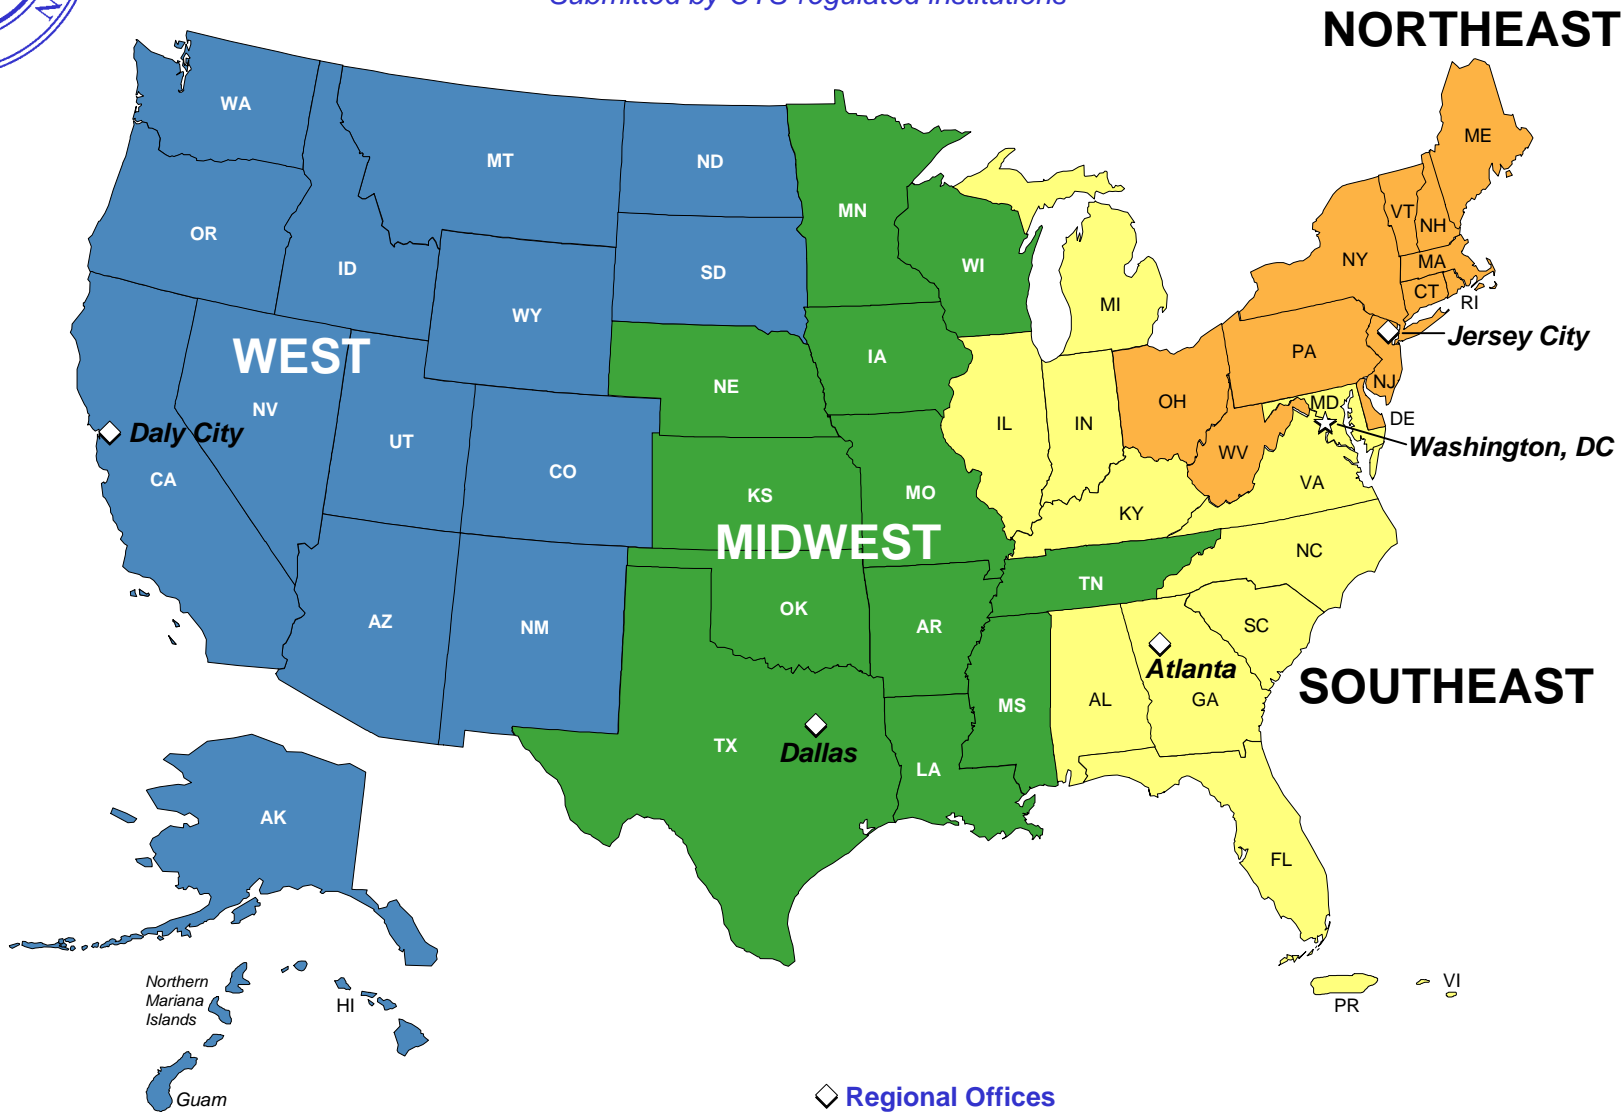 NORTHEAST
WA
MT
ND
MN
ME
OR
ID
SD
WI
VT
NH
NY
MA
CT
RI
WY
MI
WEST
IA
PA
Jersey City
NE
NJ
NV
OH
MD
DE
Daly City
UT
IL
IN
WV
Washington, DC
CA
CO
KS
MO
VA
KY
MIDWEST
NC
TN
AZ
NM
OK
AR
SC
Atlanta
SOUTHEAST
MS
AL
GA
TX
Dallas
LA
AK
FL
Northern
Mariana
Islands
HI
VI
PR
Guam
Regional Offices